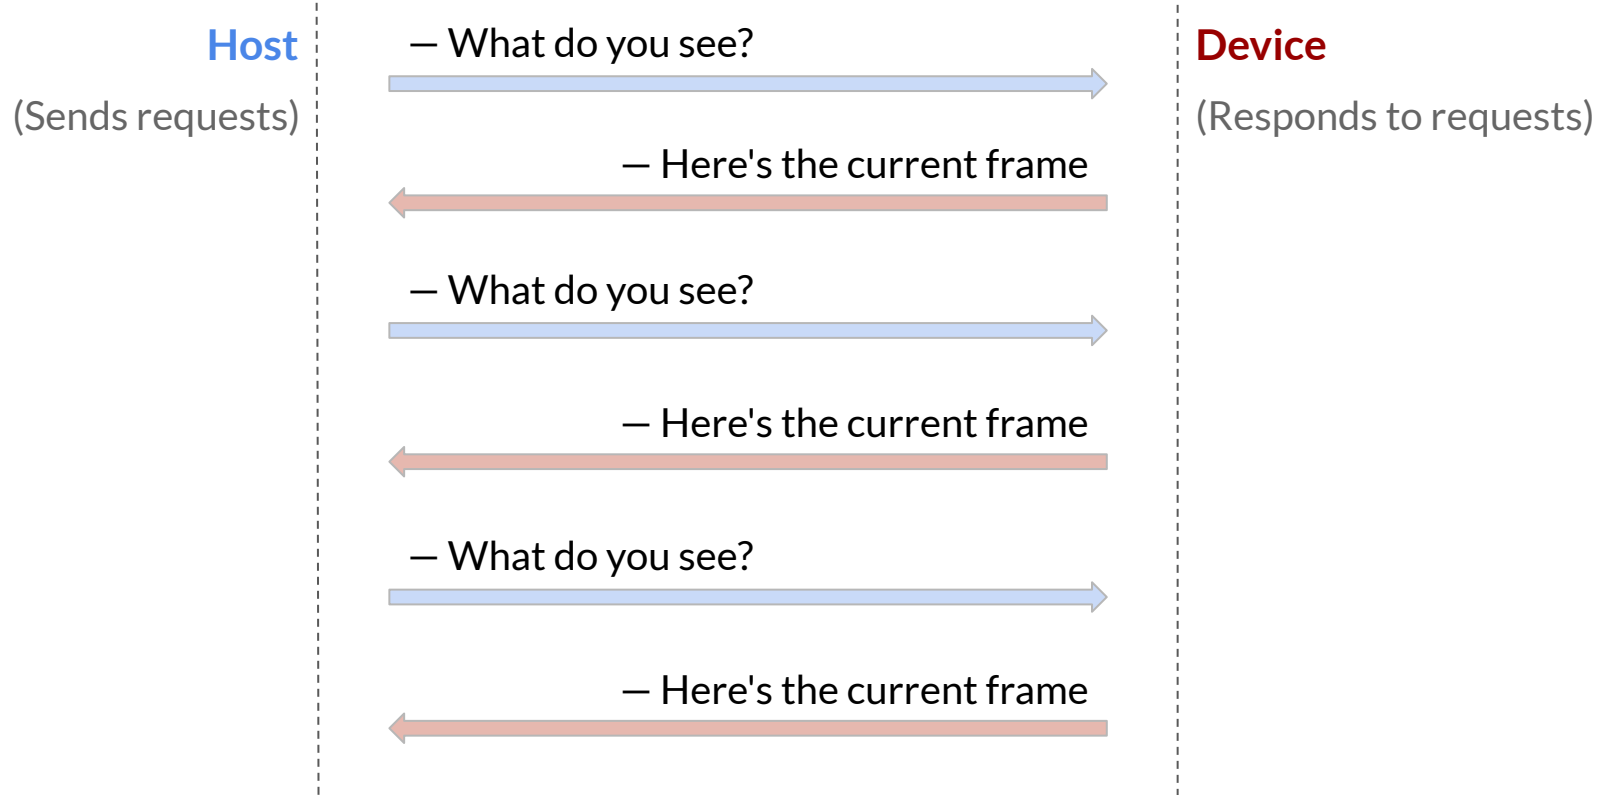 Host
(Sends requests)
— What do you see?
Device
(Responds to requests)
— Here's the current frame
— What do you see?
— Here's the current frame
— What do you see?
— Here's the current frame